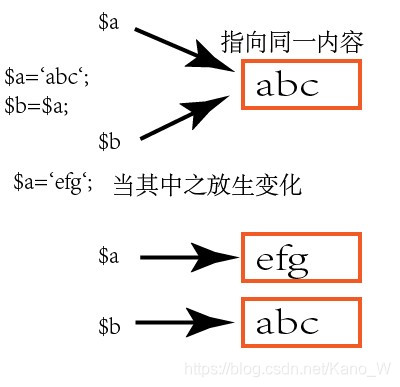 $a
指向同一内容
$a=‘abc‘;
abc
$b=$a;
$b
$a=‘efg‘; 当其中之放生变化
$a
efg
$b
abc
https://blog.csdn.net/Kano_W